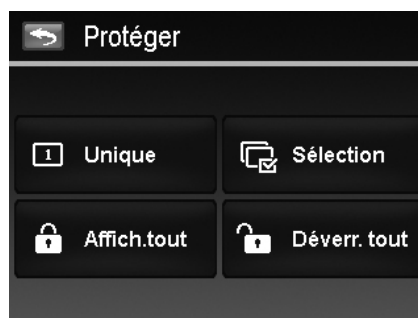 Protéger
1 Unique
Sélection
Affich.tout
Déverr. tout